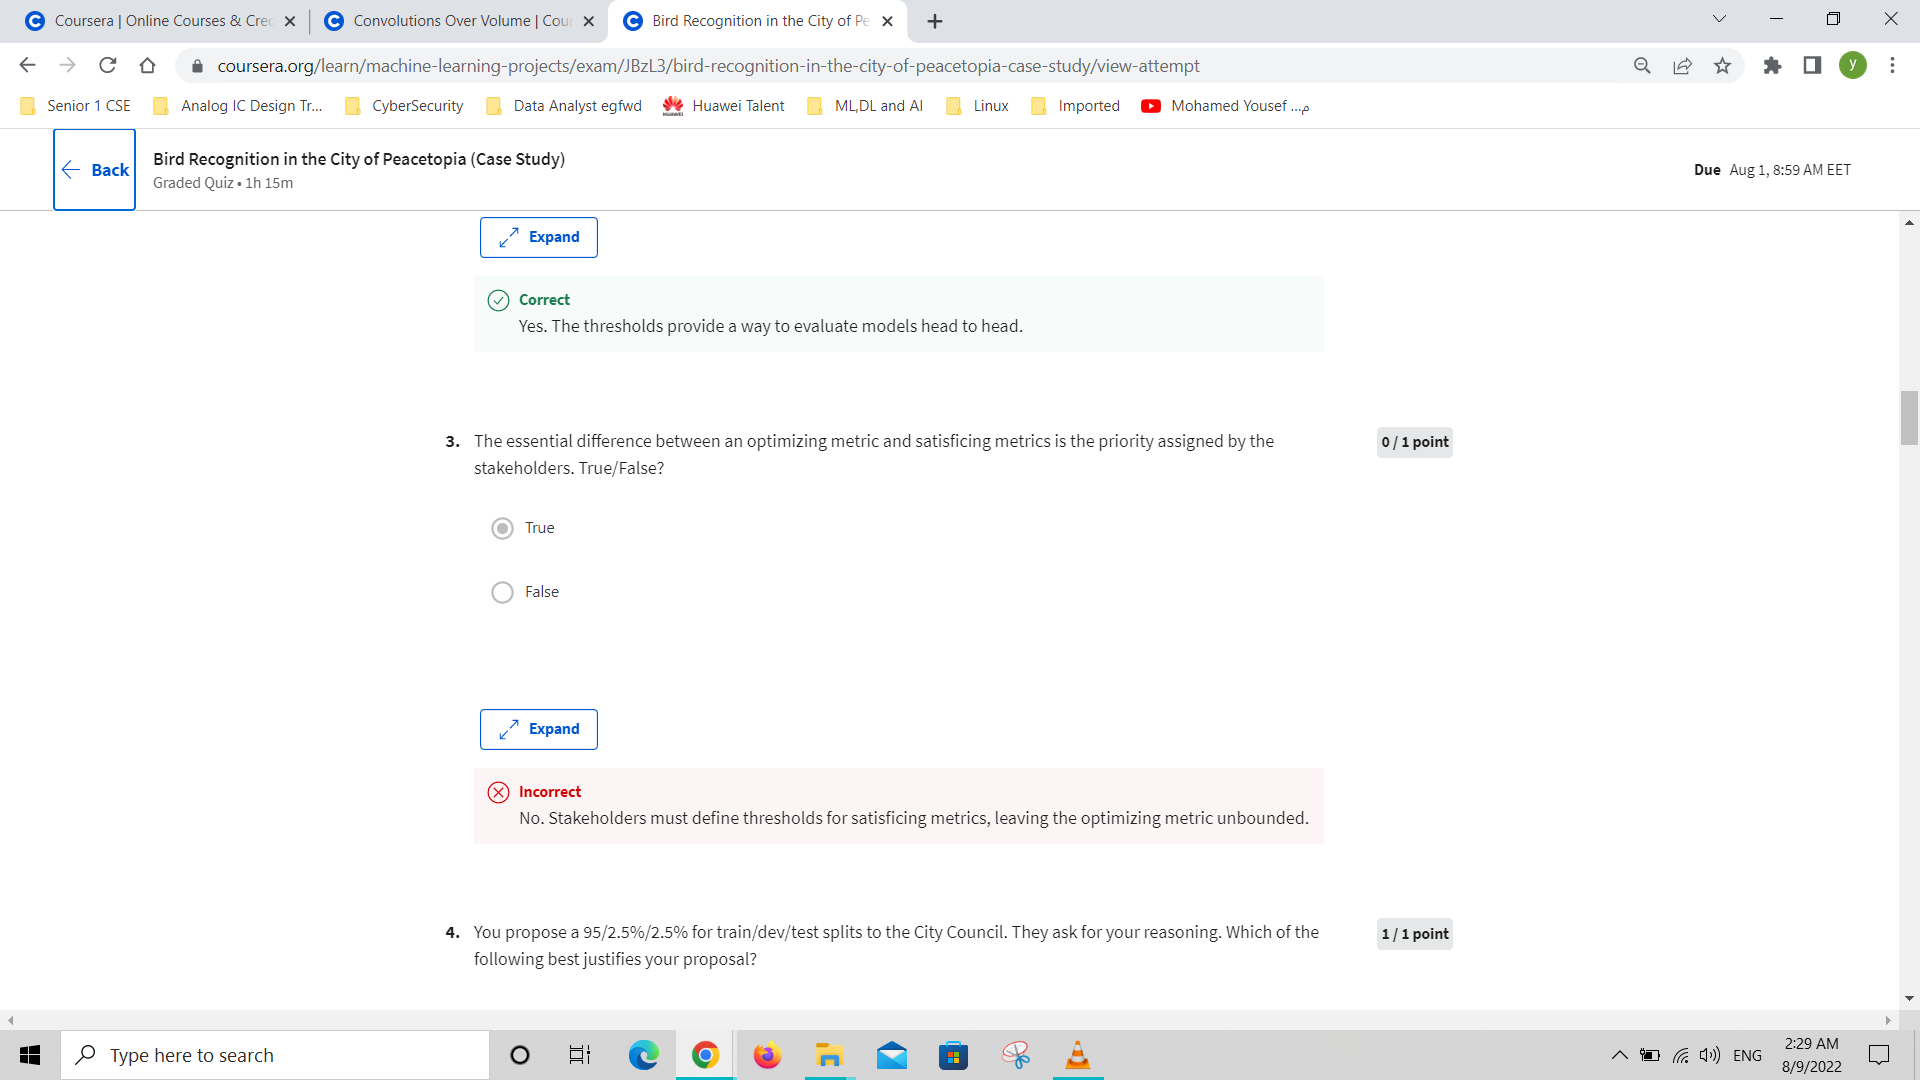 Coursera | Online Courses & Crec
Convolutions Over Volume | Cour
Bird Recognition in the City of Pe
coursera.org/learn/machine-learning-projects/exam/JBzL3/bird-recognition-in-the-city-of-peacetopia-case-study/view-attempt
y
Senior 1 CSE
Analog IC Design Tr...
CyberSecurity
Data Analyst egfwd
HUAWEI
Huawei Talent
ML,DL and AI
Linux
Imported
Mohamed Yousef ...م
Back
Bird Recognition in the City of Peacetopia (Case Study)
Graded Quiz • 1h 15m
Due Aug 1, 8:59 AM EET
Expand
Correct
Yes. The thresholds provide a way to evaluate models head to head.
3. The essential difference between an optimizing metric and satisficing metrics is the priority assigned by the
stakeholders. True/False?
0 / 1 point
True
False
Expand
Incorrect
No. Stakeholders must define thresholds for satisficing metrics, leaving the optimizing metric unbounded.
4. You propose a 95/2.5%/2.5% for train/dev/test splits to the City Council. They ask for your reasoning. Which of the
following best justifies your proposal?
1 / 1 point
Type here to search
ENG
2:29 AM
8/9/2022